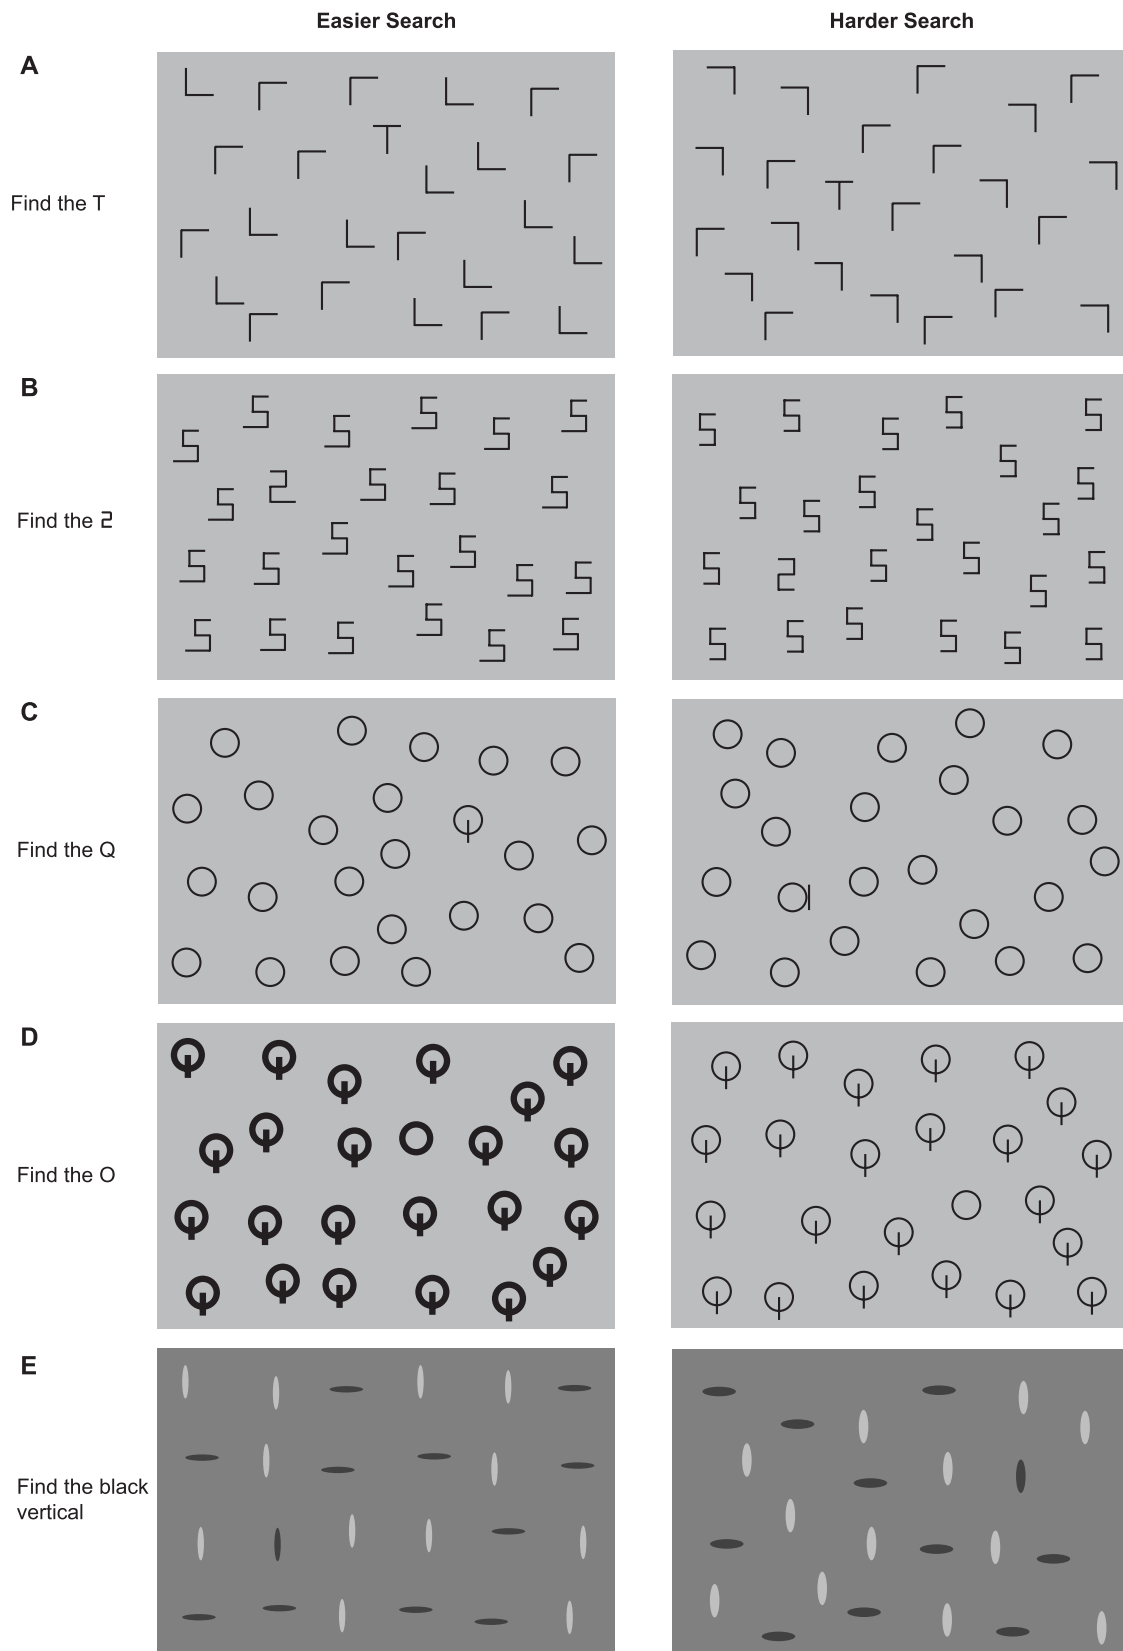 Easier Search
Harder Search
A
Find the T
B
Find the 2
C
Find the Q
D
Find the O
E
Find the black
vertical